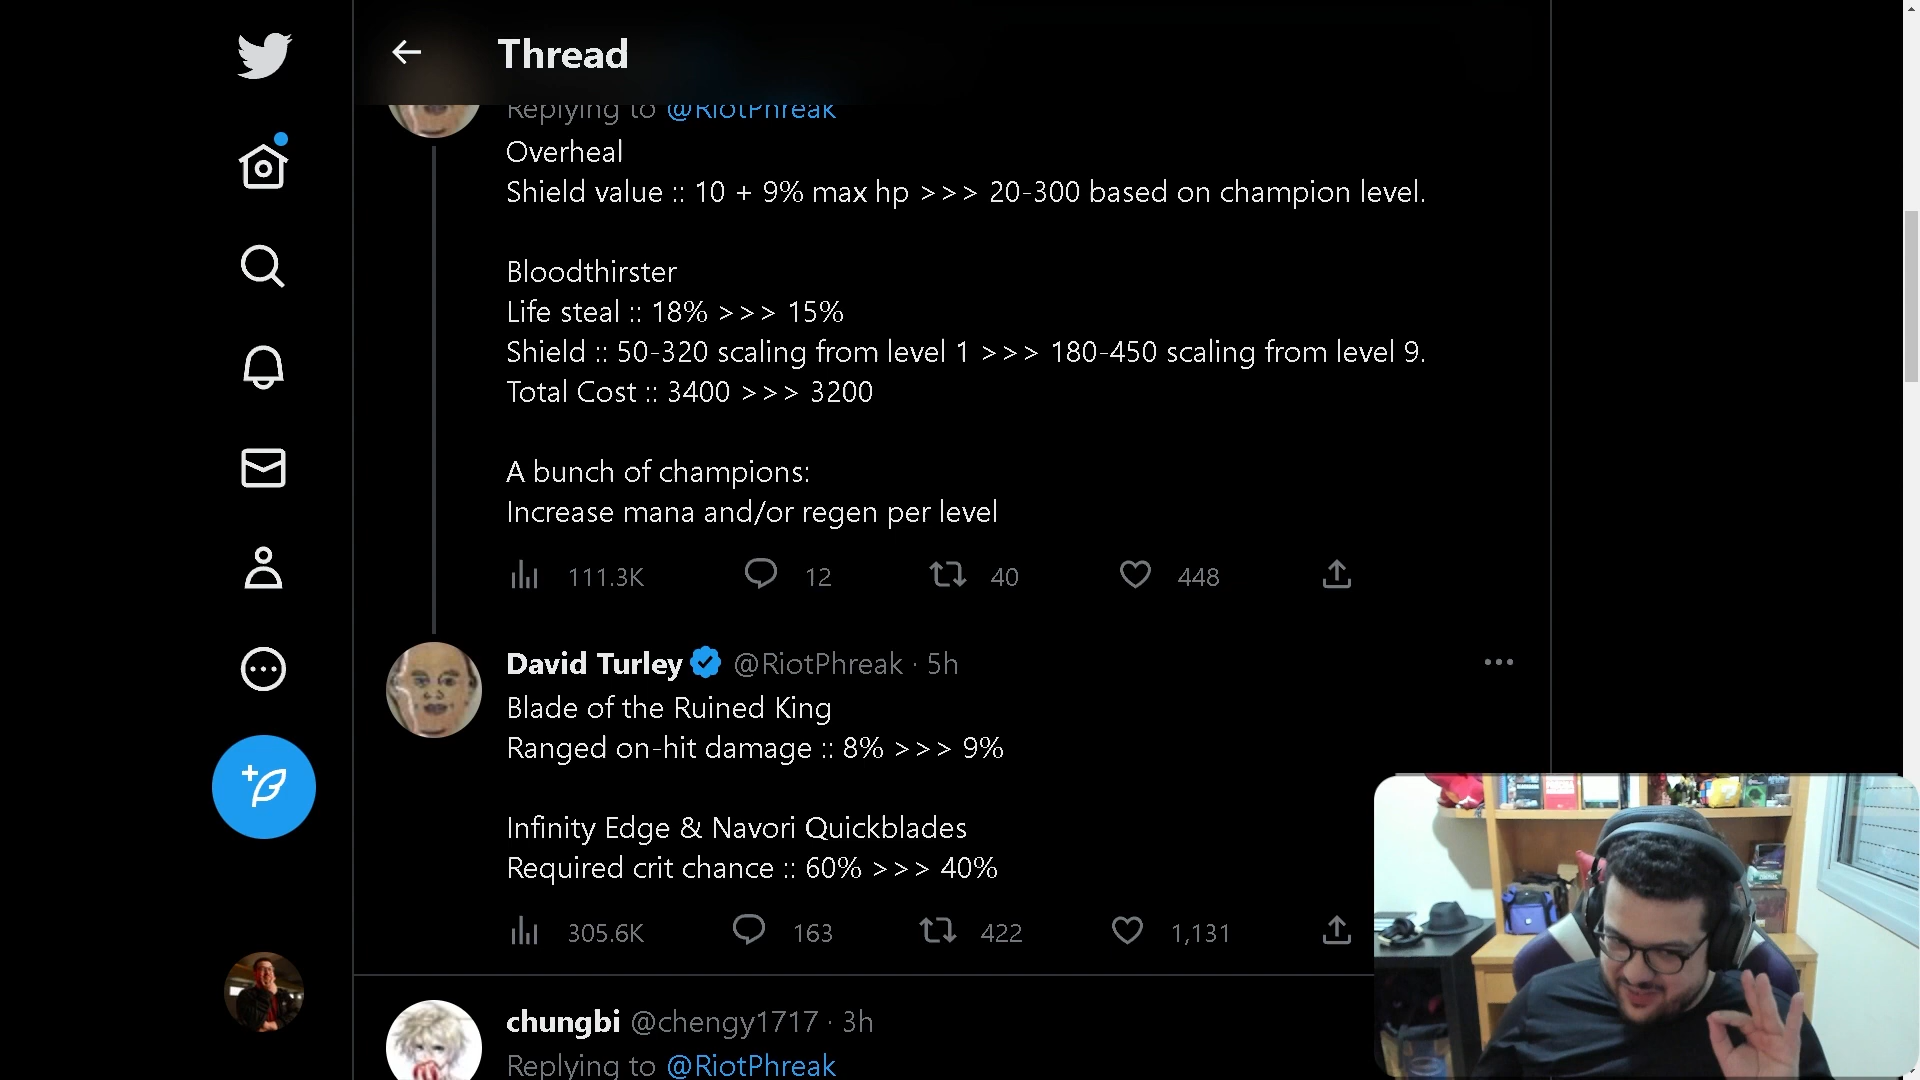 Thread
Replying to @RiotPhreak
Overheal
Shield value :: 10 + 9% max hp >>> 20-300 based on champion level.
Bloodthirster
Life steal :: 18% >>> 15%
Shield :: 50-320 scaling from level 1 >>> 180-450 scaling from level 9.
Total Cost :: 3400 >>> 3200
A bunch of champions:
Increase mana and/or regen per level
111.3K 12 40 448
David Turley @RiotPhreak · 5h
Blade of the Ruined King
Ranged on-hit damage :: 8% >>> 9%
Infinity Edge & Navori Quickblades
Required crit chance :: 60% >>> 40%
305.6K 163 422 1,131
chungbi @chengy1717 · 3h
Replying to @RiotPhreak